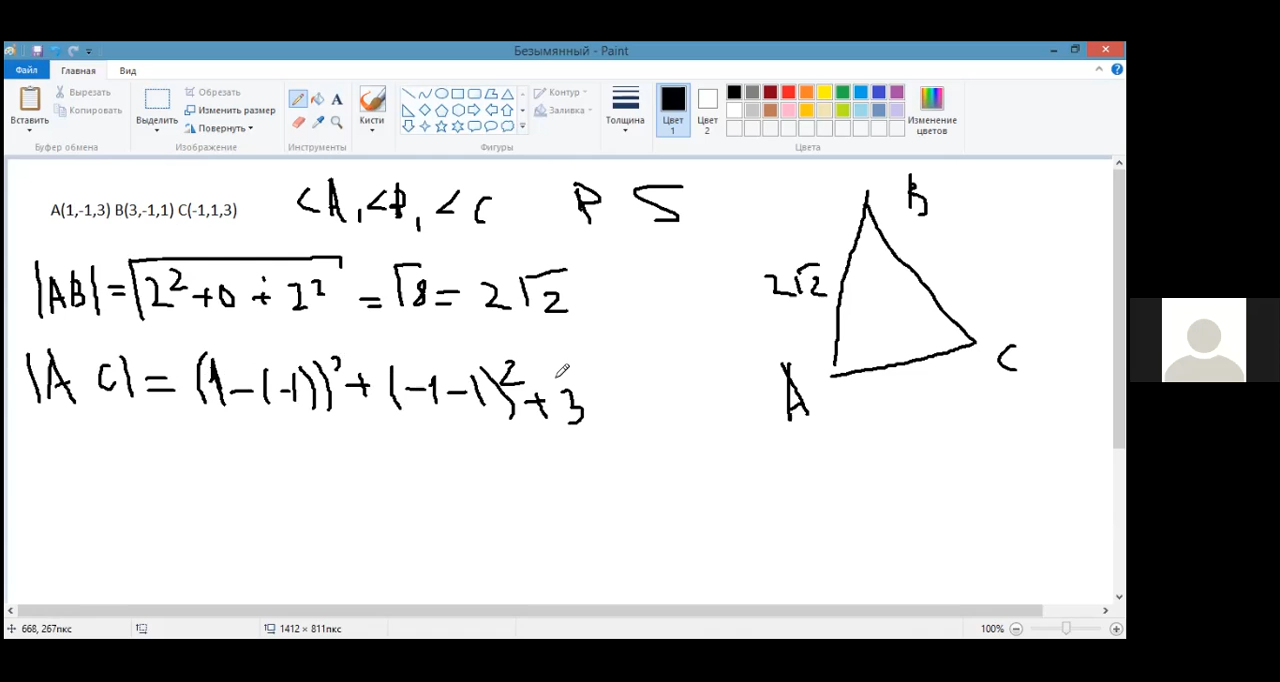 Безымянный - Paint
Файл Главная Вид
Вставить
Вырезать
Копировать
Буфер обмена
Выделить
Обрезать
Изменить размер
Повернуть
Изображение
A
Инструменты
Кисти
Контур
Заливка
Фигуры
Толщина
Цвет 1
Цвет 2
Изменение цветов
Цвета
A(1,-1,3) B(3,-1,1) C(-1,1,3)
<A, <B, <C P S
|AB| = √2² + 0 + 2² = √8 = 2√2
|A C| = (1-(-1))² + (-1-1)² + 3
B
2√2
A
C
668, 267пкс
1412 × 811пкс
100%